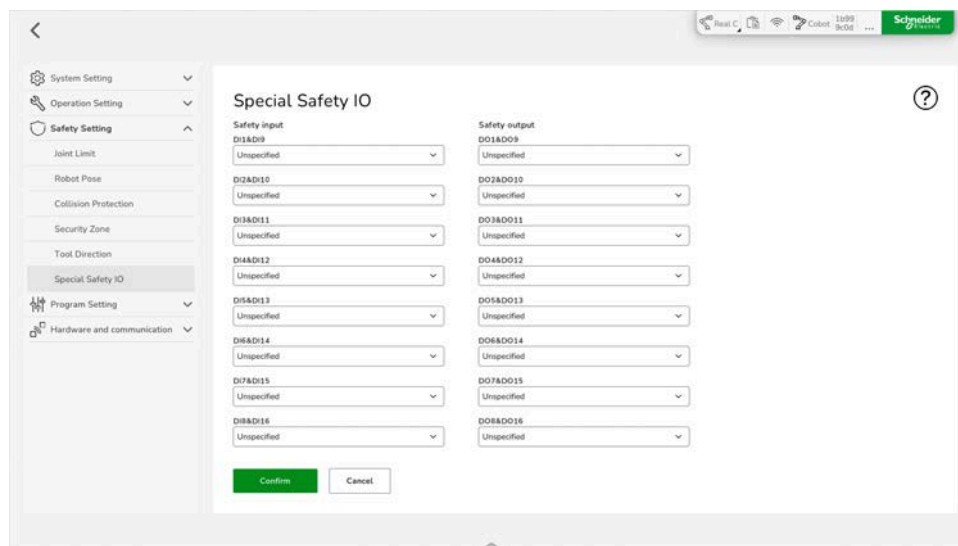 Real C
Cobot
1b99
9c0d
...
Schneider
Electric
System Setting
Operation Setting
Safety Setting
Joint Limit
Robot Pose
Collision Protection
Security Zone
Tool Direction
Special Safety IO
Program Setting
Hardware and communication
Special Safety IO
?
Safety input
Safety output
DI1&DI9
DO1&DO9
Unspecified
Unspecified
DI2&DI10
DO2&DO10
Unspecified
Unspecified
DI3&DI11
DO3&DO11
Unspecified
Unspecified
DI4&DI12
DO4&DO12
Unspecified
Unspecified
DI5&DI13
DO5&DO13
Unspecified
Unspecified
DI6&DI14
DO6&DO14
Unspecified
Unspecified
DI7&DI15
DO7&DO15
Unspecified
Unspecified
DI8&DI16
DO8&DO16
Unspecified
Unspecified
Confirm
Cancel